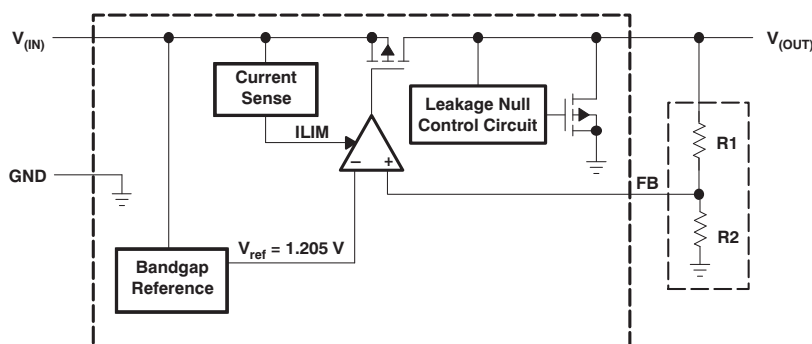 V(IN)
V(OUT)
Current
Sense
Leakage Null
Control Circuit
R1
ILIM
GND
– +
FB
R2
Vref = 1.205 V
Bandgap
Reference